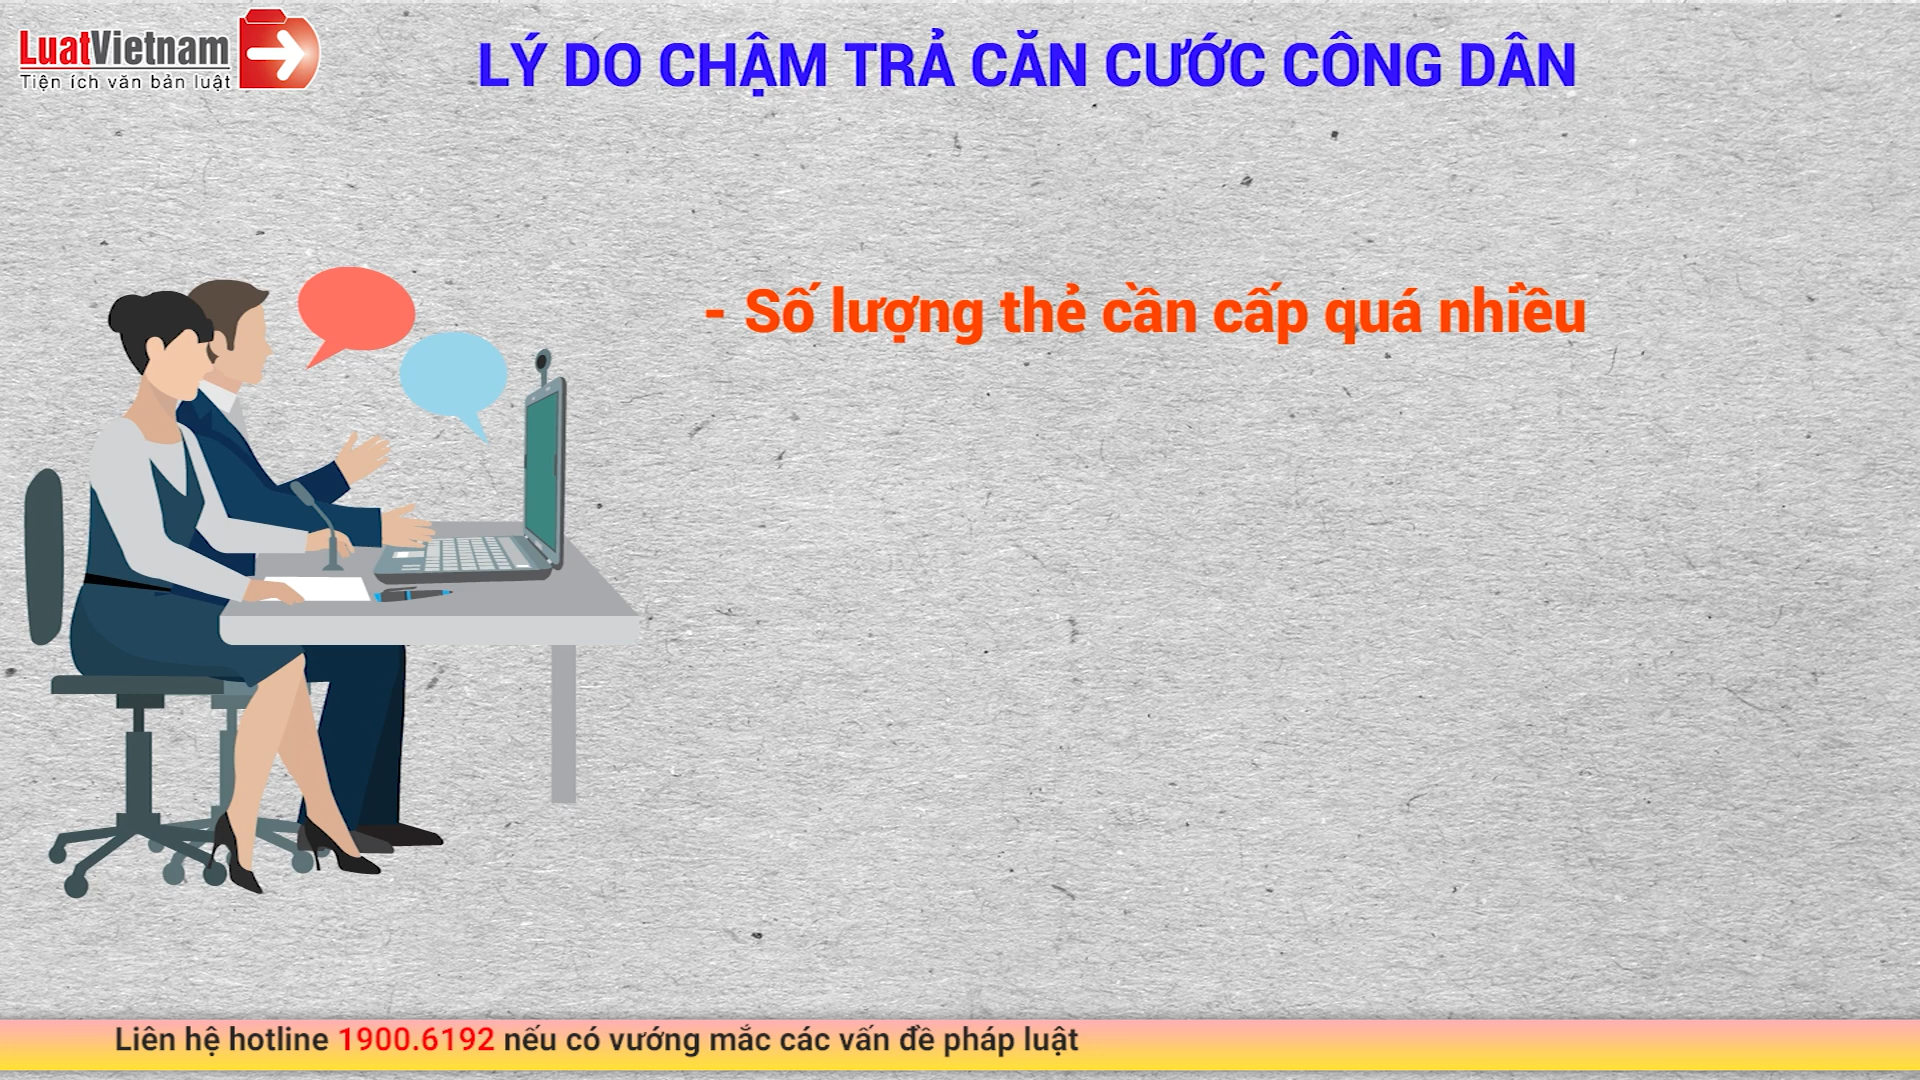 LuatVietnam
Tiện ích văn bản luật
LÝ DO CHẬM TRẢ CĂN CƯỚC CÔNG DÂN
- Số lượng thẻ cần cấp quá nhiều
Liên hệ hotline 1900.6192 nếu có vướng mắc các vấn đề pháp luật